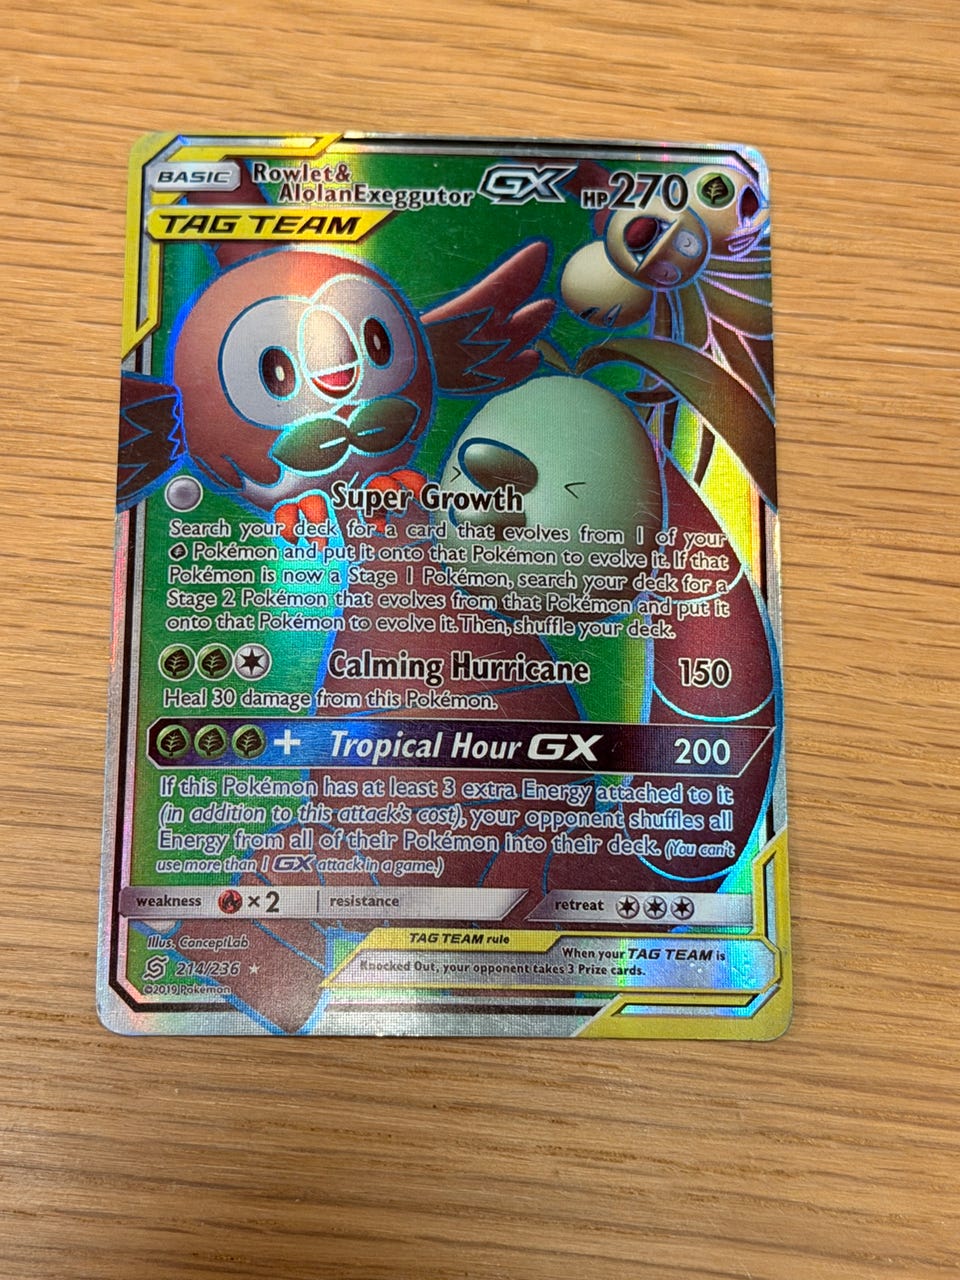 BASIC
Rowlet&
AlolanExeggutor GX HP270
TAG TEAM
Super Growth
Search your deck for a card that evolves from 1 of your
Pokémon and put it onto that Pokémon to evolve it. If that
Pokémon is now a Stage 1 Pokémon, search your deck for a
Stage 2 Pokémon that evolves from that Pokémon and put it
onto that Pokémon to evolve it. Then, shuffle your deck.
Calming Hurricane 150
Heal 30 damage from this Pokémon.
+ Tropical Hour GX 200
If this Pokémon has at least 3 extra Energy attached to it
(in addition to this attack's cost), your opponent shuffles all
Energy from all of their Pokémon into their deck. (You can't
use more than 1 GX attack in a game.)
weakness ×2 resistance retreat
Illus. ConceptLab
214/236
©2019 Pokémon
TAG TEAM rule
When your TAG TEAM is
Knocked Out, your opponent takes 3 Prize cards.